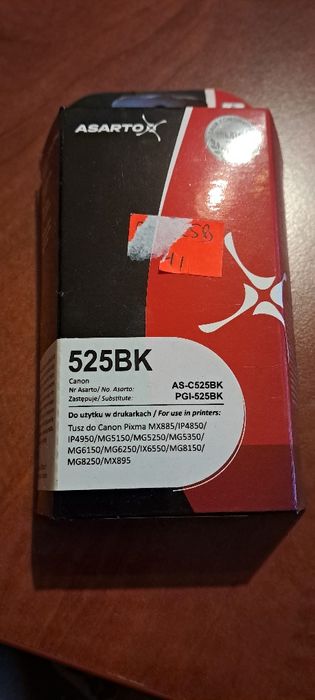 ASARTO
525BK
Canon
Nr Asarto/ No. Asarto: AS-C525BK
Zastępuje/ Substitute: PGI-525BK
Do użytku w drukarkach / For use in printers:
Tusz do Canon Pixma MX885/IP4850/
IP4950/MG5150/MG5250/MG5350/
MG6150/MG6250/IX6550/MG8150/
MG8250/MX895